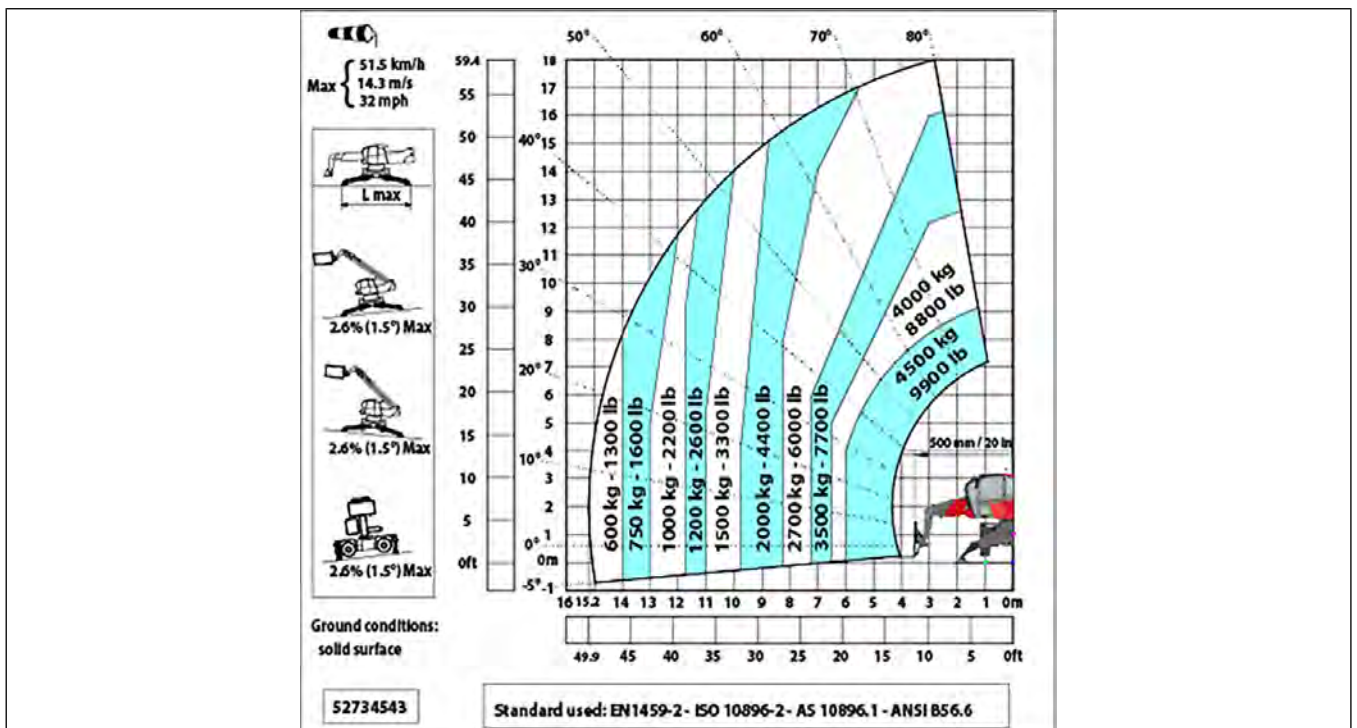 Max
51.5 km/h
14.3 m/s
32 mph
L max
2.6% (1.5°) Max
2.6% (1.5°) Max
2.6% (1.5°) Max
Ground conditions:
solid surface
52734543
59.4
55
50
45
40
35
30
25
20
15
10
5
0ft
18
17
16
15
14
13
12
11
10
9
8
7
6
5
4
3
2
1
0m
-1
50°
60°
70°
80°
40°
30°
20°
10°
0°
-5°
600 kg - 1300 lb
750 kg - 1600 lb
1000 kg - 2200 lb
1200 kg - 2600 lb
1500 kg - 3300 lb
2000 kg - 4400 lb
2700 kg - 6000 lb
3500 kg - 7700 lb
4000 kg
8800 lb
4500 kg
9900 lb
500 mm / 20 in
16 15.2 14 13 12 11 10 9 8 7 6 5 4 3 2 1 0m
49.9 45 40 35 30 25 20 15 10 5 0ft
Standard used: EN1459-2 - ISO 10896-2 - AS 10896.1 - ANSI B56.6